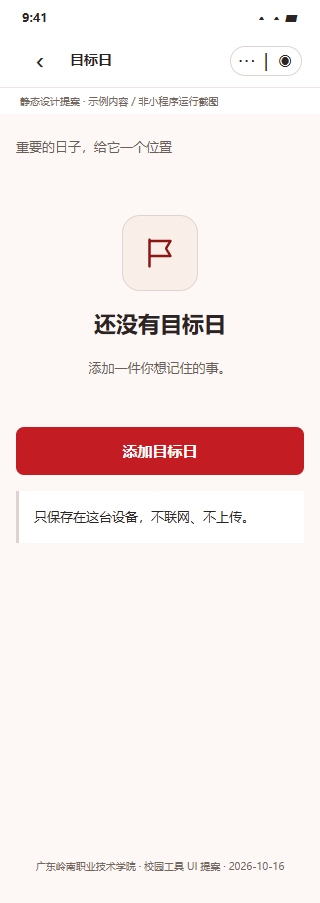 9:41
目标日
静态设计提案 · 示例内容 / 非小程序运行截图
重要的日子，给它一个位置
还没有目标日
添加一件你想记住的事。
添加目标日
只保存在这台设备，不联网、不上传。
广东岭南职业技术学院 · 校园工具 UI 提案 · 2026-10-16